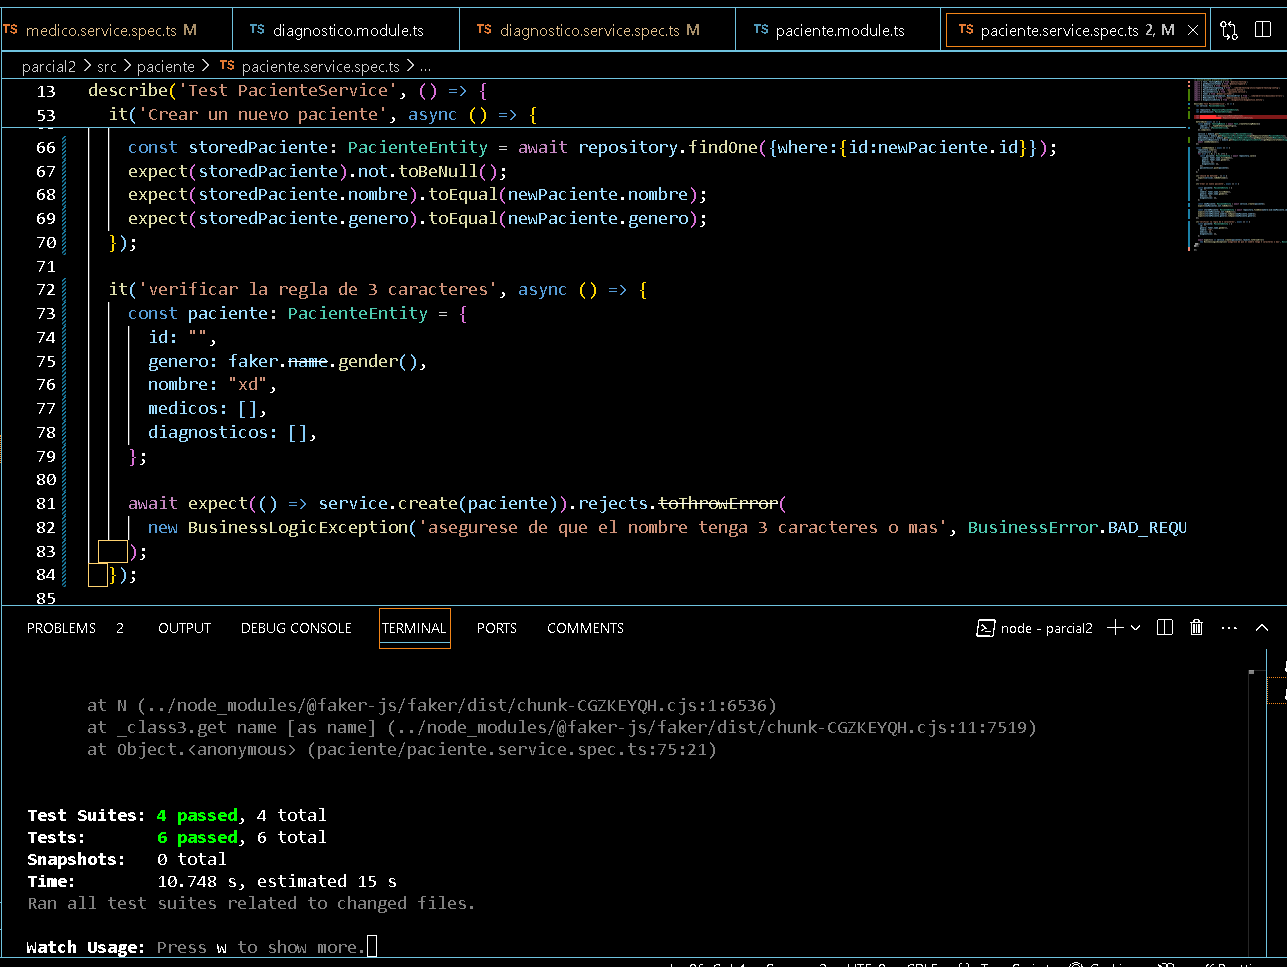 TS medico.service.spec.ts M TS diagnostico.module.ts TS diagnostico.service.spec.ts M TS paciente.module.ts TS paciente.service.spec.ts 2, M
parcial2 > src > paciente > TS paciente.service.spec.ts > ...
13 describe('Test PacienteService', () => {
53 it('Crear un nuevo paciente', async () => {
66 const storedPaciente: PacienteEntity = await repository.findOne({where:{id:newPaciente.id}});
67 expect(storedPaciente).not.toBeNull();
68 expect(storedPaciente.nombre).toEqual(newPaciente.nombre);
69 expect(storedPaciente.genero).toEqual(newPaciente.genero);
70 });
71
72 it('verificar la regla de 3 caracteres', async () => {
73 const paciente: PacienteEntity = {
74 id: "",
75 genero: faker.name.gender(),
76 nombre: "xd",
77 medicos: [],
78 diagnosticos: [],
79 };
80
81 await expect(() => service.create(paciente)).rejects.toThrowError(
82 new BusinessLogicException('asegurese de que el nombre tenga 3 caracteres o mas', BusinessError.BAD_REQU
83 );
84 });
85
PROBLEMS 2 OUTPUT DEBUG CONSOLE TERMINAL PORTS COMMENTS node - parcial2
at N (../node_modules/@faker-js/faker/dist/chunk-CGZKEYQH.cjs:1:6536)
at _class3.get name [as name] (../node_modules/@faker-js/faker/dist/chunk-CGZKEYQH.cjs:11:7519)
at Object.<anonymous> (paciente/paciente.service.spec.ts:75:21)
Test Suites: 4 passed, 4 total
Tests: 6 passed, 6 total
Snapshots: 0 total
Time: 10.748 s, estimated 15 s
Ran all test suites related to changed files.
Watch Usage: Press w to show more.